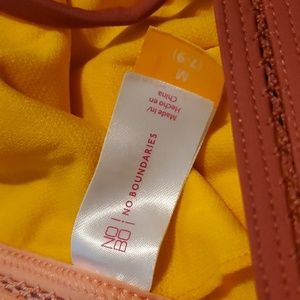 M
(7-9)
Made in/
Hecho en
China
NO!
BO!
NO BOUNDARIES